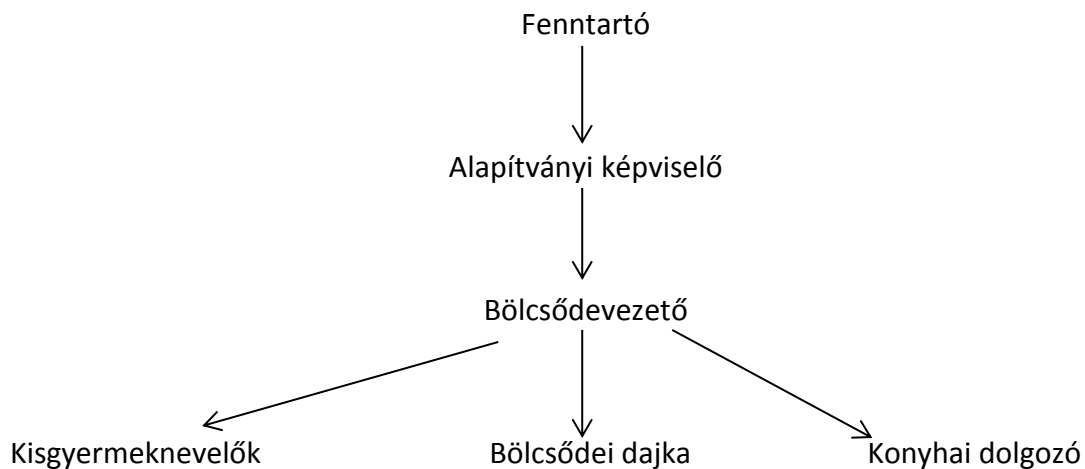 Fenntartó
Alapítványi képviselő
Bölcsődevezető
Kisgyermeknevelők
Bölcsődei dajka
Konyhai dolgozó